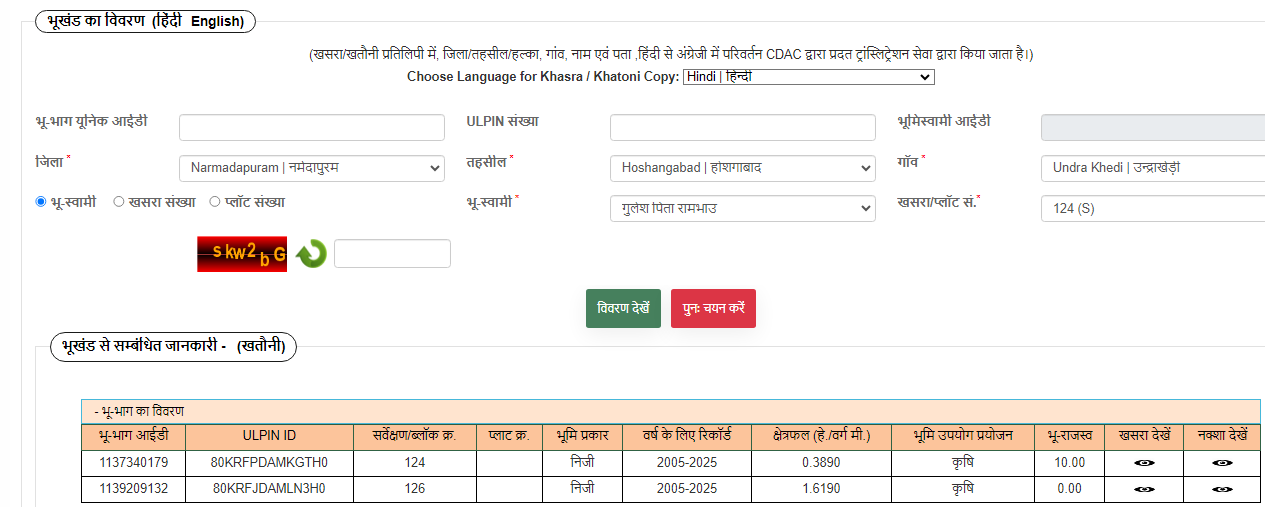 भूखंड का विवरण (हिंदी English)
(खसरा/खतौनी प्रतिलिपी में, जिला/तहसील/हल्का, गांव, नाम एवं पता ,हिंदी से अंग्रेजी में परिवर्तन CDAC द्वारा प्रदत ट्रांस्लिट्रेशन सेवा द्वारा किया जाता है।)
Choose Language for Khasra / Khatoni Copy: Hindi | हिन्दी
भू-भाग यूनिक आईडी ULPIN संख्या भूमिस्वामी आईडी
जिला * Narmadapuram | नर्मदापुरम तहसील * Hoshangabad | होशंगाबाद गाँव * Undra Khedi | उन्द्राखेड़ी
भू-स्वामी खसरा संख्या प्लॉट संख्या भू-स्वामी * गुलेश पिता रामभाउ खसरा/प्लॉट सं.* 124 (S)
skw2bG
विवरण देखें पुनः चयन करें
भूखंड से सम्बंधित जानकारी - (खतौनी)
- भू-भाग का विवरण
भू-भाग आईडी ULPIN ID सर्वेक्षण/ब्लॉक क्र. प्लाट क्र. भूमि प्रकार वर्ष के लिए रिकॉर्ड क्षेत्रफल (हे./वर्ग मी.) भूमि उपयोग प्रयोजन भू-राजस्व खसरा देखें नक्शा देखें
1137340179 80KRFPDAMKGTH0 124 निजी 2005-2025 0.3890 कृषि 10.00
1139209132 80KRFJDAMLN3H0 126 निजी 2005-2025 1.6190 कृषि 0.00